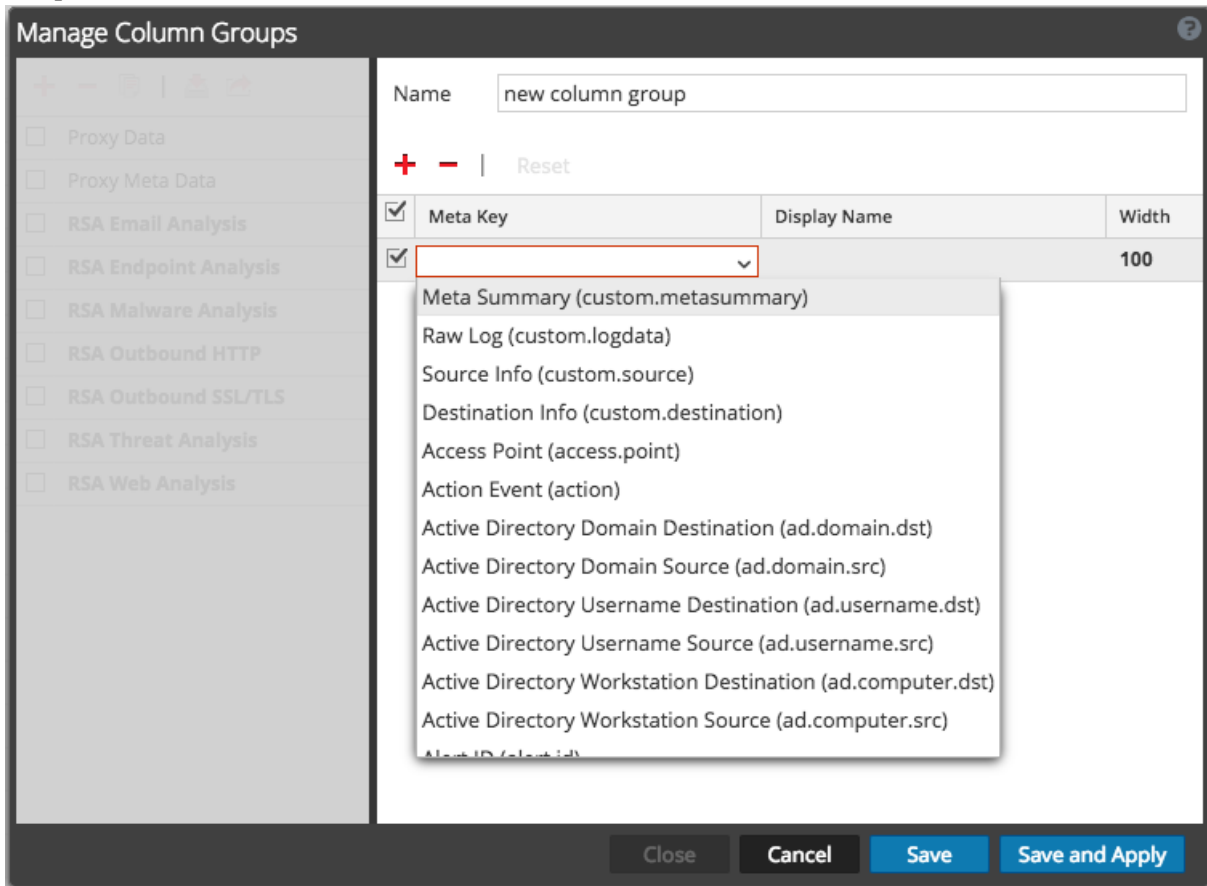 Manage Column Groups
Name new column group
Reset
Proxy Data
Proxy Meta Data
RSA Email Analysis
RSA Endpoint Analysis
RSA Malware Analysis
RSA Outbound HTTP
RSA Outbound SSL/TLS
RSA Threat Analysis
RSA Web Analysis
Meta Key Display Name Width
100
Meta Summary (custom.metasummary)
Raw Log (custom.logdata)
Source Info (custom.source)
Destination Info (custom.destination)
Access Point (access.point)
Action Event (action)
Active Directory Domain Destination (ad.domain.dst)
Active Directory Domain Source (ad.domain.src)
Active Directory Username Destination (ad.username.dst)
Active Directory Username Source (ad.username.src)
Active Directory Workstation Destination (ad.computer.dst)
Active Directory Workstation Source (ad.computer.src)
Alert ID (alert.id)
Close Cancel Save Save and Apply